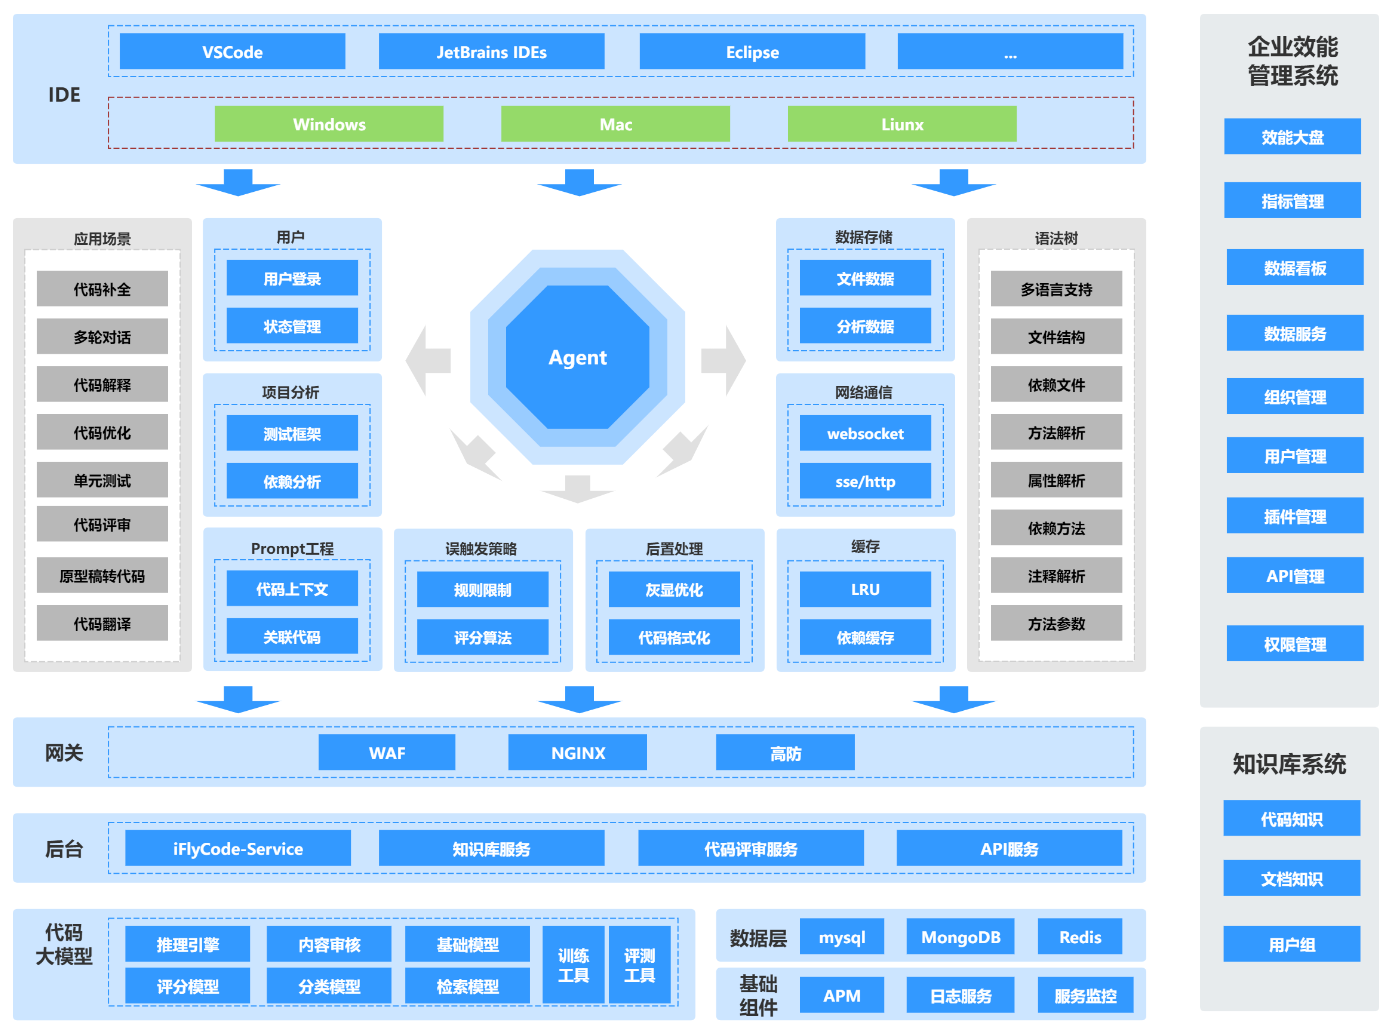 IDE
VSCode
JetBrains IDEs
Eclipse
...
Windows
Mac
Liunx
应用场景
代码补全
多轮对话
代码解释
代码优化
单元测试
代码评审
原型稿转代码
代码翻译
用户
用户登录
状态管理
项目分析
测试框架
依赖分析
Prompt工程
代码上下文
关联代码
Agent
误触发策略
规则限制
评分算法
后置处理
灰显优化
代码格式化
数据存储
文件数据
分析数据
网络通信
websocket
sse/http
缓存
LRU
依赖缓存
语法树
多语言支持
文件结构
依赖文件
方法解析
属性解析
依赖方法
注释解析
方法参数
网关
WAF
NGINX
高防
后台
iFlyCode-Service
知识库服务
代码评审服务
API服务
代码
大模型
推理引擎
内容审核
基础模型
评分模型
分类模型
检索模型
训练
工具
评测
工具
数据层
mysql
MongoDB
Redis
基础
组件
APM
日志服务
服务监控
企业效能
管理系统
效能大盘
指标管理
数据看板
数据服务
组织管理
用户管理
插件管理
API管理
权限管理
知识库系统
代码知识
文档知识
用户组